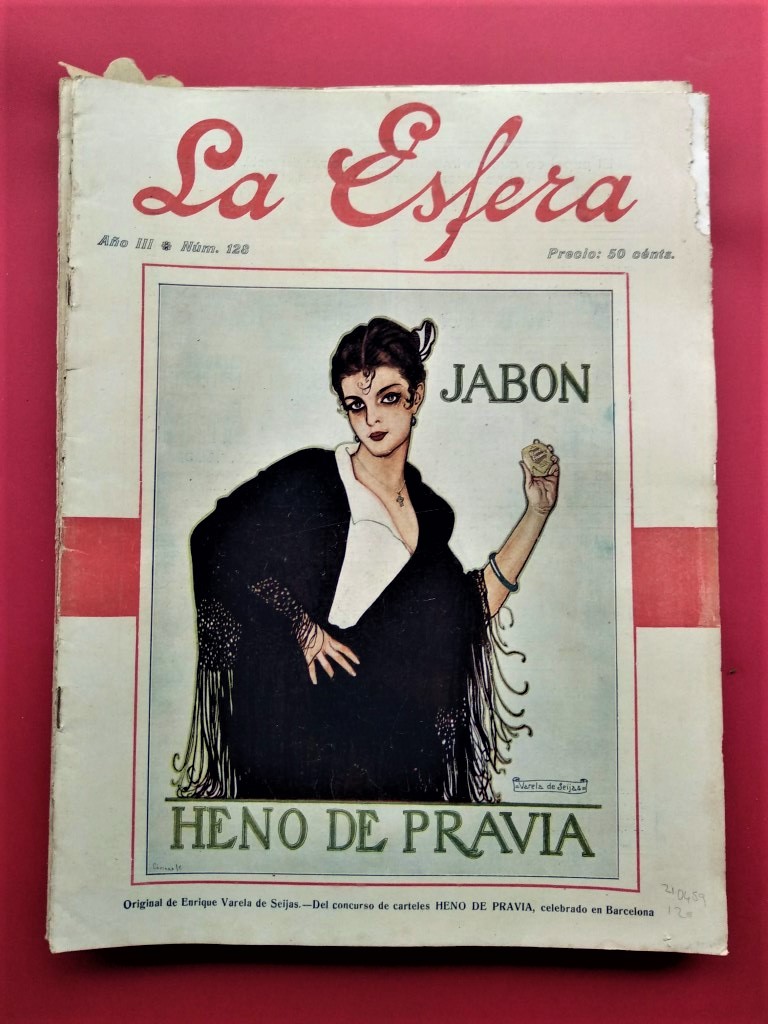 La Esfera
Año III ❋ Núm. 128
Precio: 50 cénts.
JABON
Varela de Seijas
HENO DE PRAVIA
Original de Enrique Varela de Seijas.—Del concurso de carteles HENO DE PRAVIA, celebrado en Barcelona